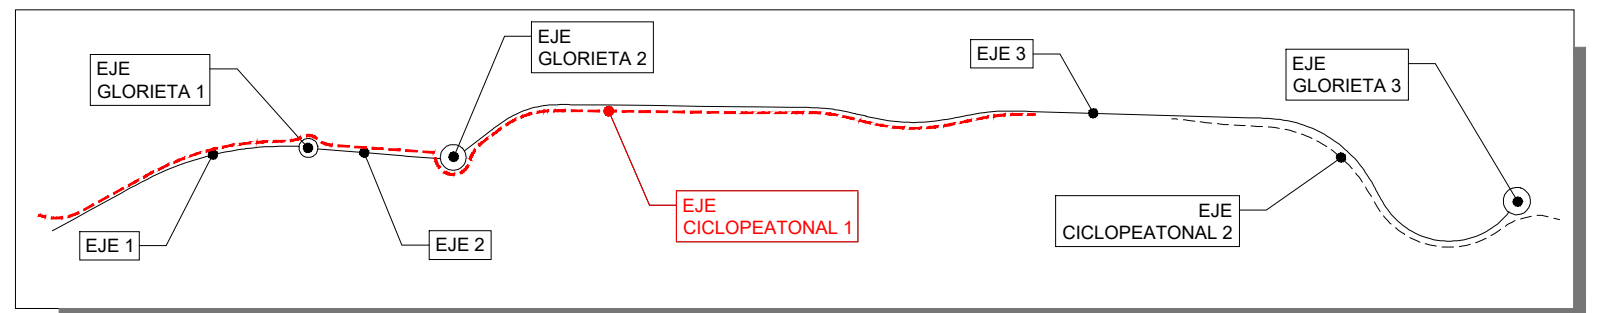 EJE
GLORIETA 1
EJE
GLORIETA 2
EJE 3
EJE
GLORIETA 3
EJE 1
EJE 2
EJE
CICLOPEATONAL 1
EJE
CICLOPEATONAL 2